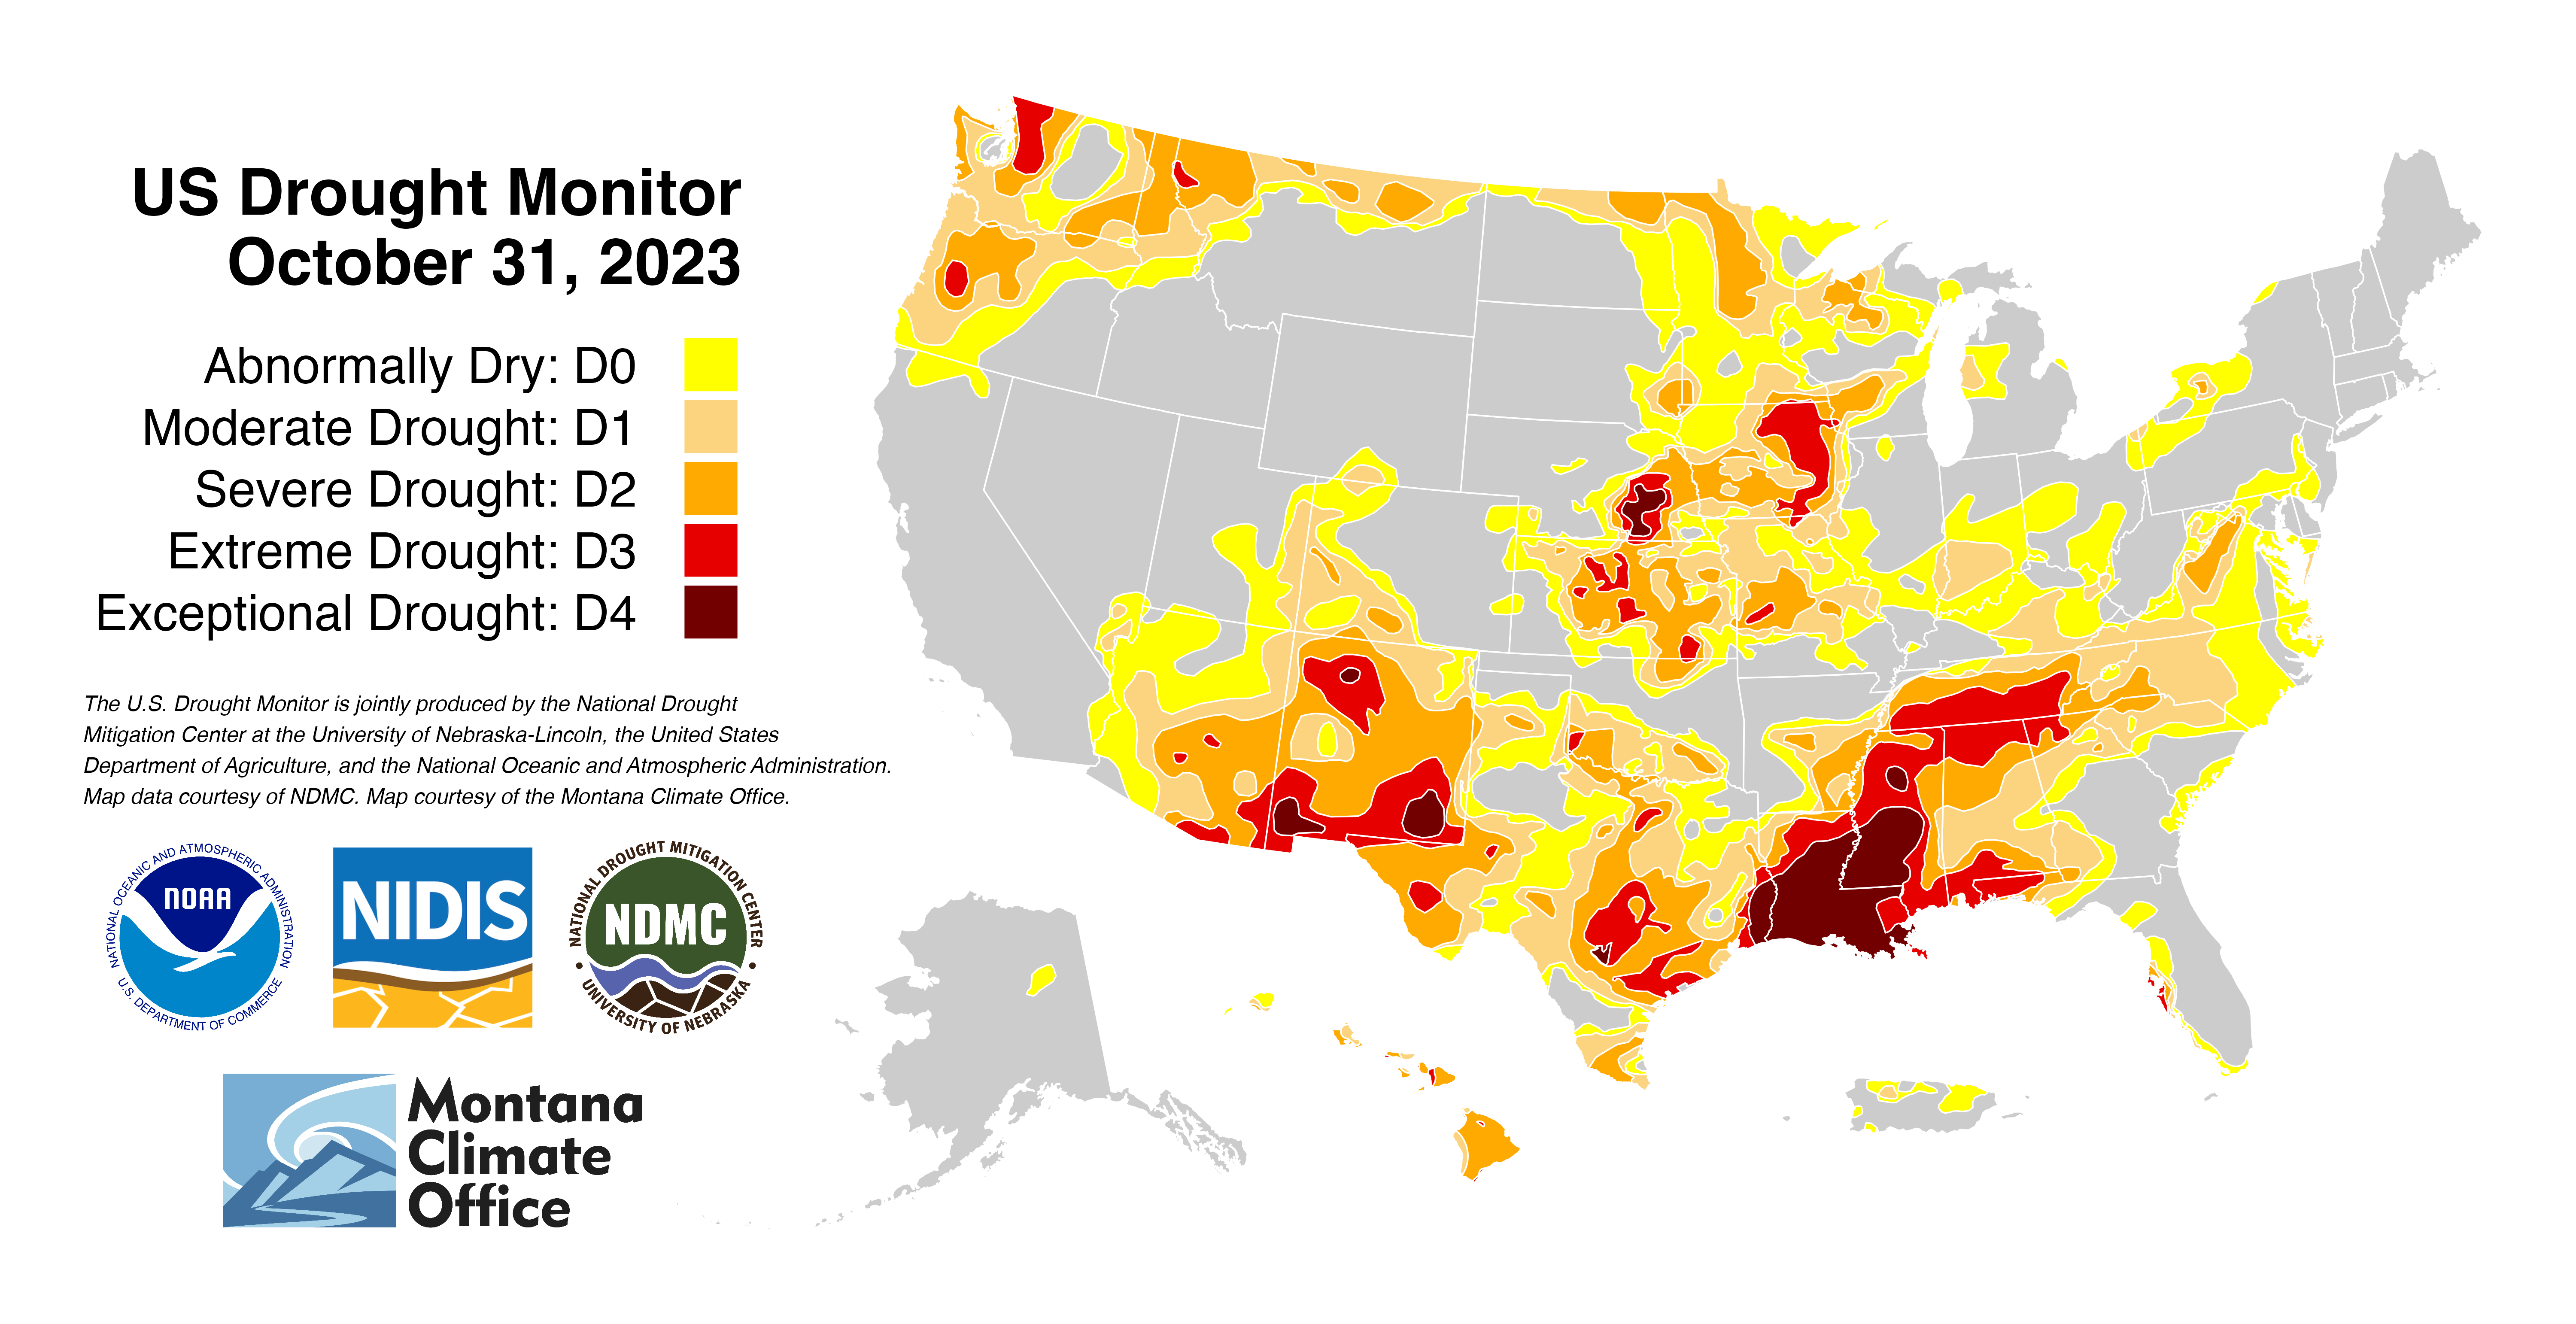 US Drought Monitor
October 31, 2023
Abnormally Dry: D0
Moderate Drought: D1
Severe Drought: D2
Extreme Drought: D3
Exceptional Drought: D4
The U.S. Drought Monitor is jointly produced by the National Drought
Mitigation Center at the University of Nebraska-Lincoln, the United States
Department of Agriculture, and the National Oceanic and Atmospheric Administration.
Map data courtesy of NDMC. Map courtesy of the Montana Climate Office.
NATIONAL OCEANIC AND ATMOSPHERIC ADMINISTRATION
NOAA
U.S. DEPARTMENT OF COMMERCE
NIDIS
NATIONAL DROUGHT MITIGATION CENTER
NDMC
UNIVERSITY OF NEBRASKA
Montana
Climate
Office